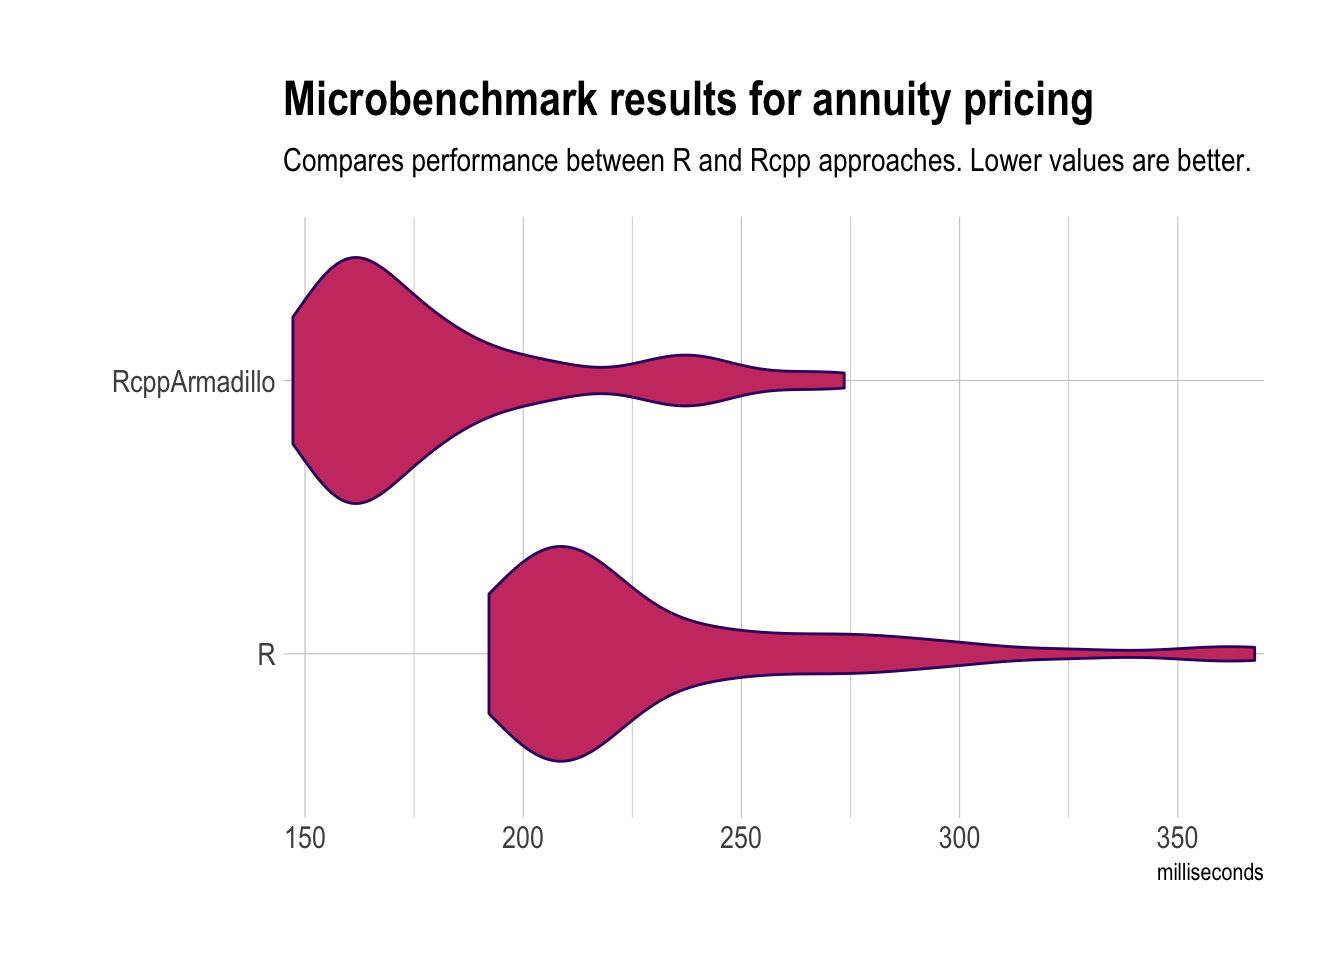 Microbenchmark results for annuity pricing
Compares performance between R and Rcpp approaches. Lower values are better.
RcppArmadillo
R
150 200 250 300 350
milliseconds